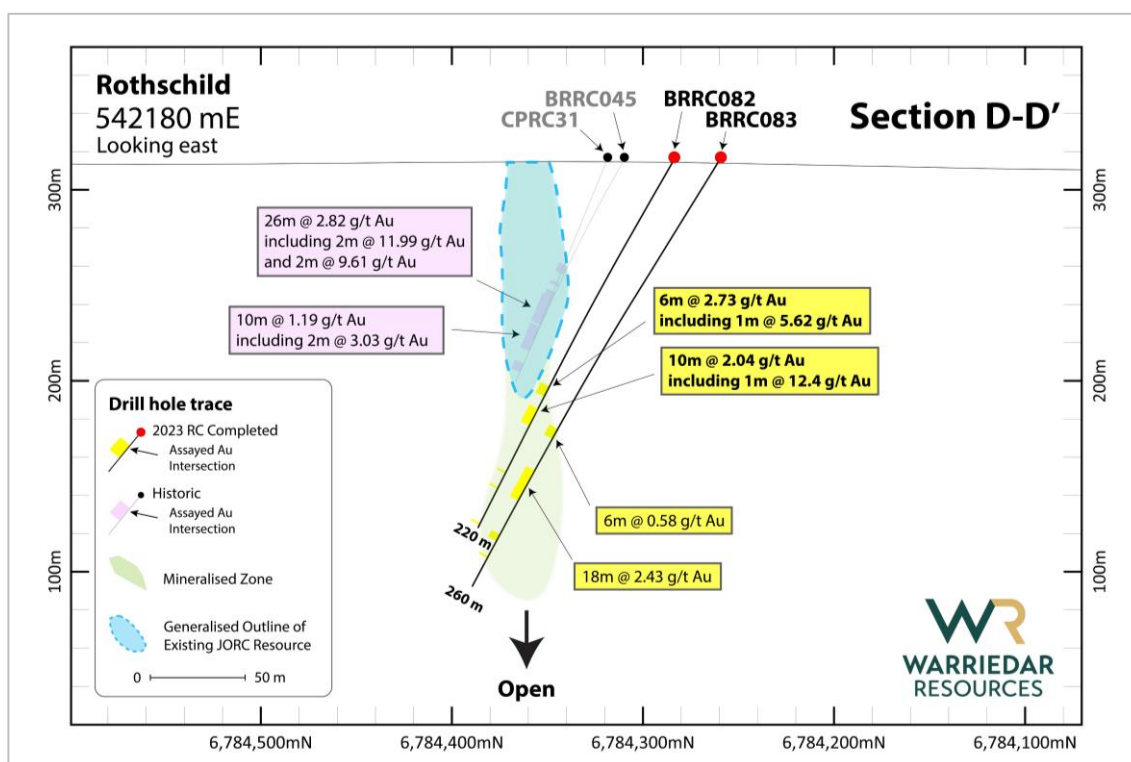 Rothschild
542180 mE
Looking east
BRRC045
CPRC31
BRRC082
BRRC083
Section D-D’
300m
200m
100m
300m
200m
100m
26m @ 2.82 g/t Au
including 2m @ 11.99 g/t Au
and 2m @ 9.61 g/t Au
10m @ 1.19 g/t Au
including 2m @ 3.03 g/t Au
6m @ 2.73 g/t Au
including 1m @ 5.62 g/t Au
10m @ 2.04 g/t Au
including 1m @ 12.4 g/t Au
6m @ 0.58 g/t Au
18m @ 2.43 g/t Au
220 m
260 m
Open
Drill hole trace
2023 RC Completed
Assayed Au
Intersection
Historic
Assayed Au
Intersection
Mineralised Zone
Generalised Outline of
Existing JORC Resource
0 50 m
WR
WARRIEDAR
RESOURCES
6,784,500mN
6,784,400mN
6,784,300mN
6,784,200mN
6,784,100mN